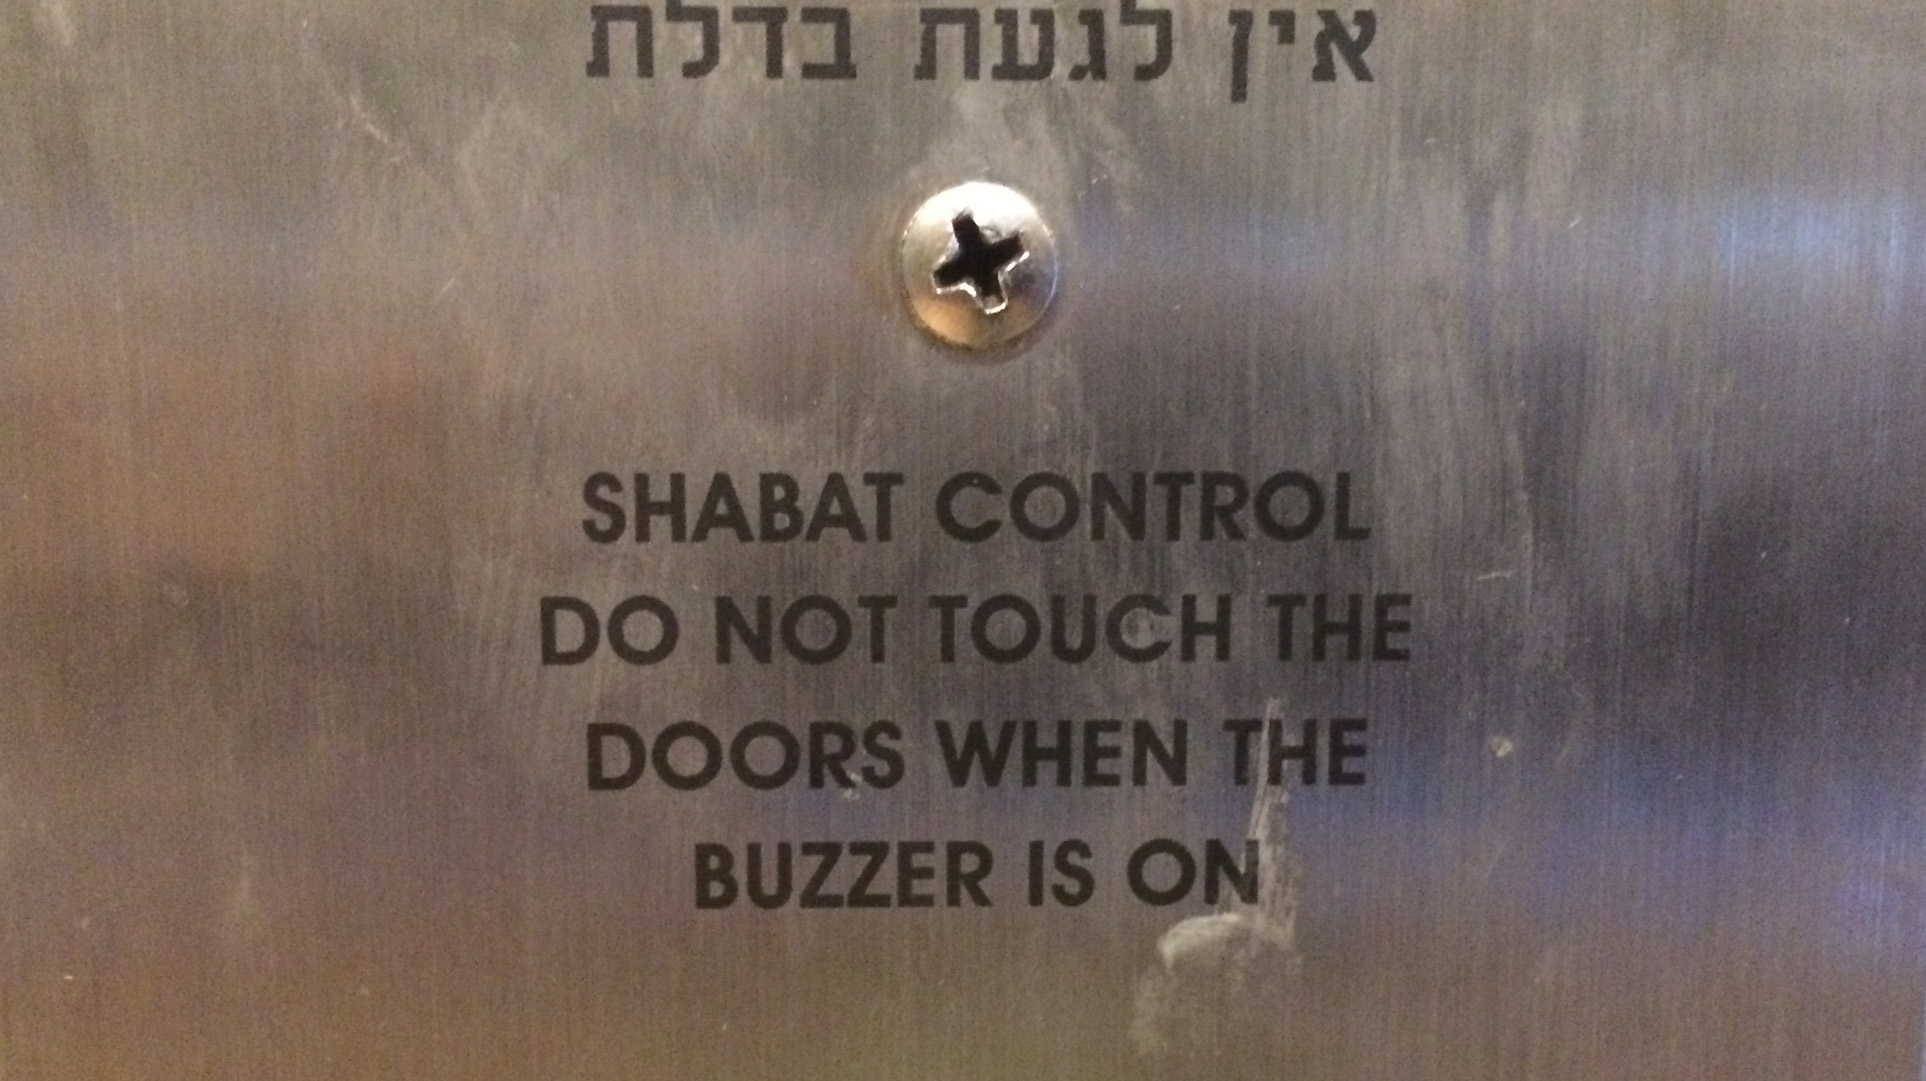 אין לגעת בדלת
SHABAT CONTROL
DO NOT TOUCH THE
DOORS WHEN THE
BUZZER IS ON